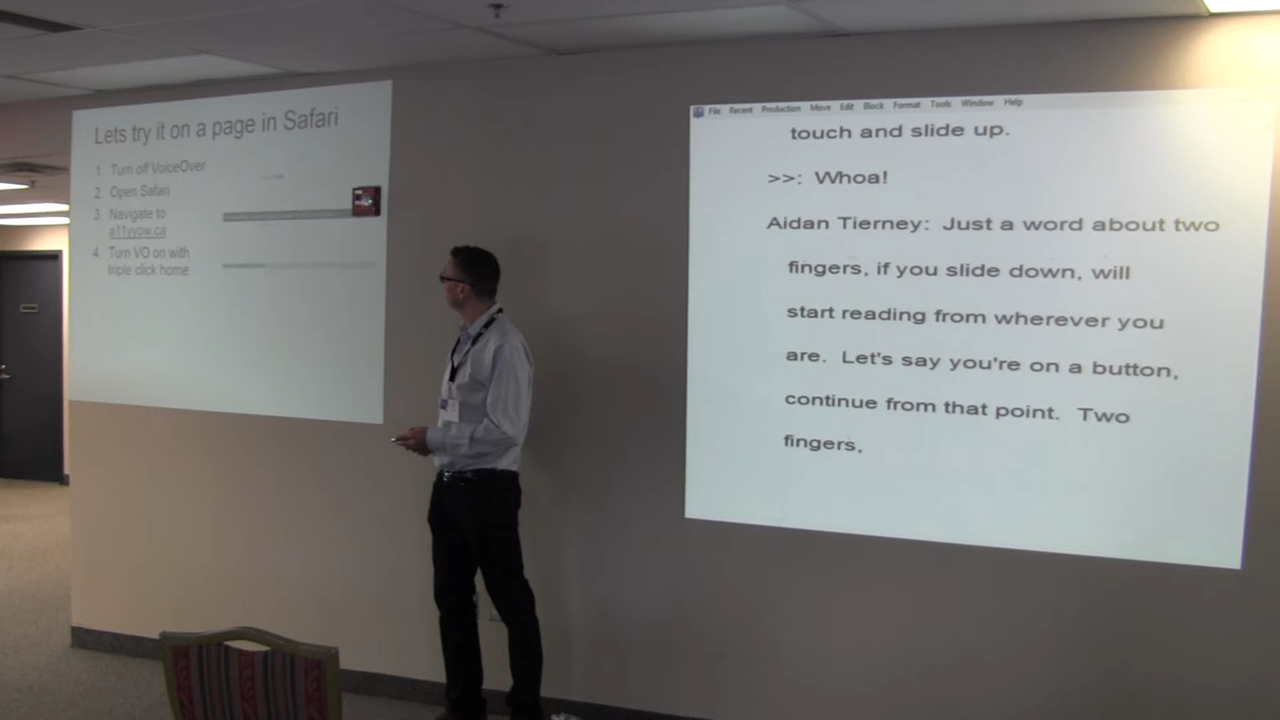 Lets try it on a page in Safari
1. Turn off VoiceOver
2. Open Safari
3. Navigate to
a11yyow.ca
4. Turn VO on with
triple click home
File Recent Production Move Edit Block Format Tools Window Help
touch and slide up.
>>: Whoa!
Aidan Tierney: Just a word about two
fingers, if you slide down, will
start reading from wherever you
are. Let's say you're on a button,
continue from that point. Two
fingers,